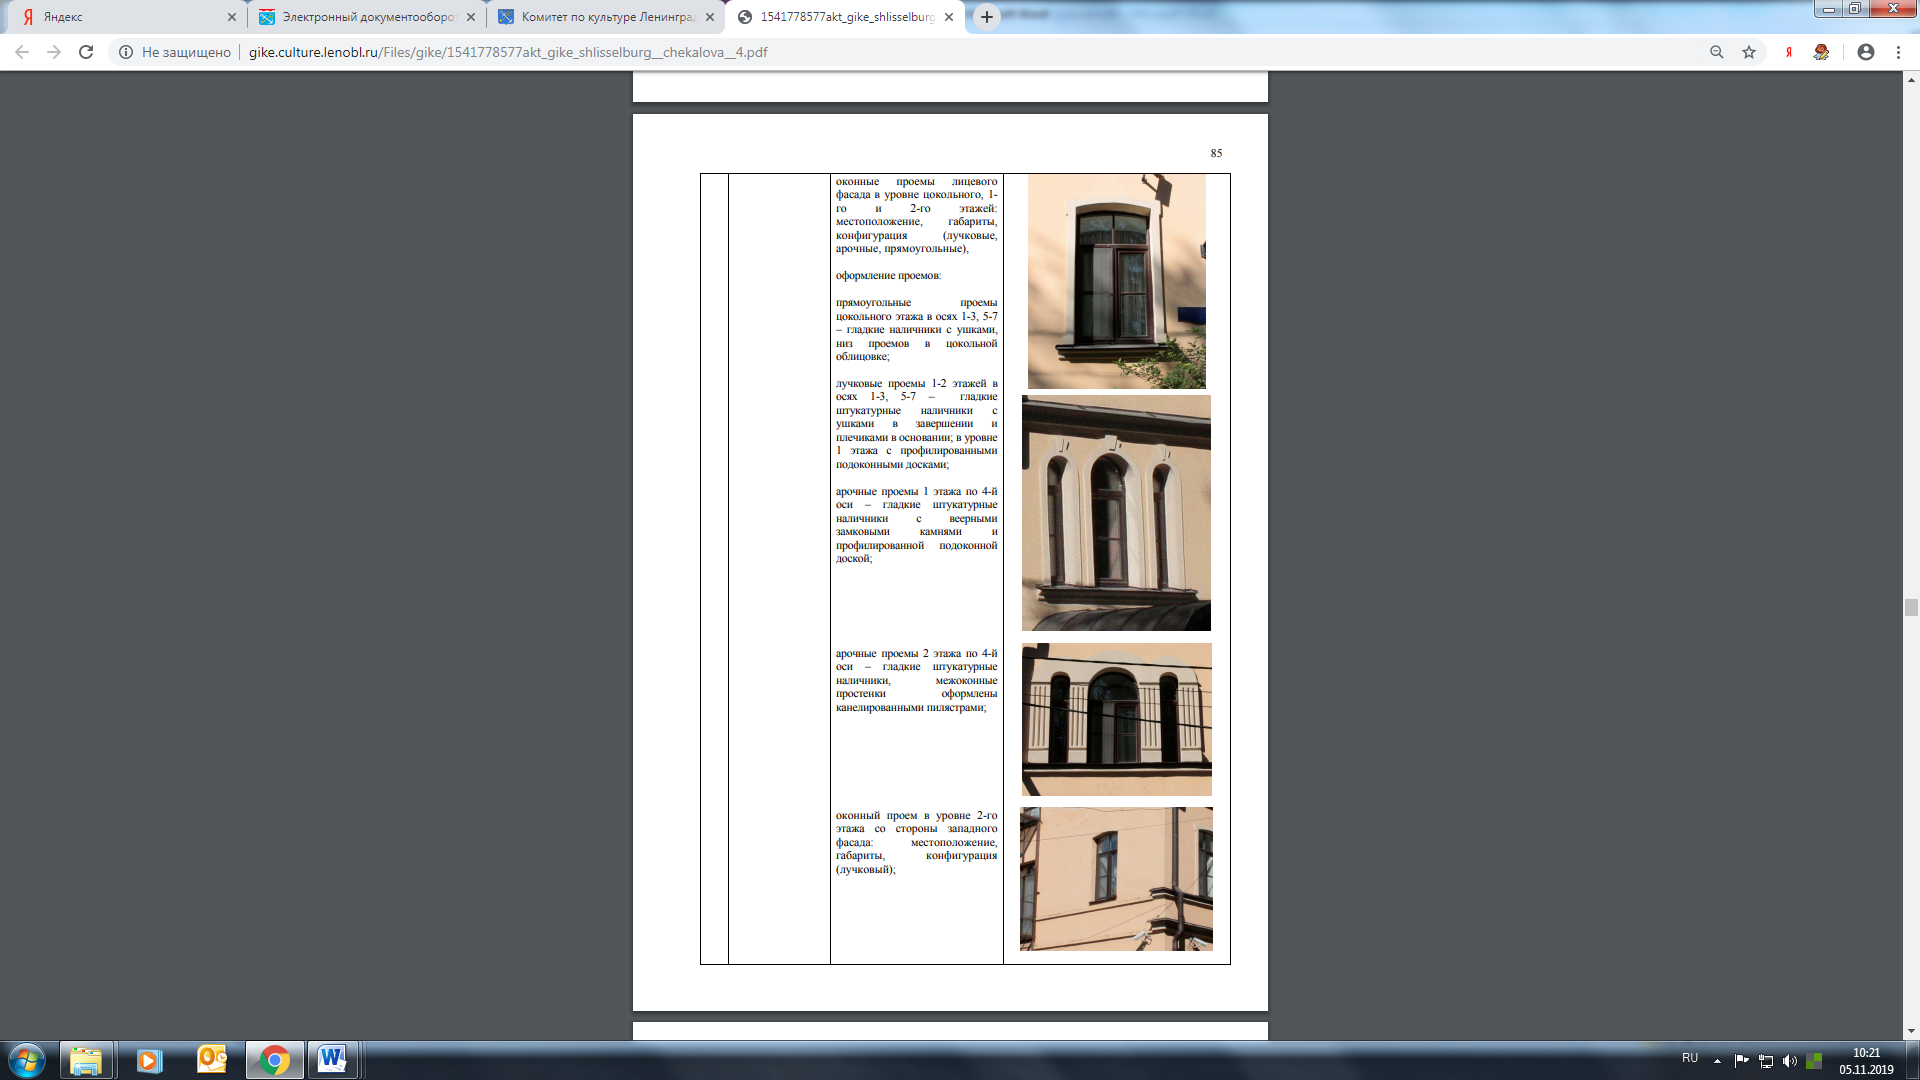 Яндекс
Электронный документооборот
Комитет по культуре Ленинград
1541778577akt_gike_shlisselburg
Не защищено
gike.culture.lenobl.ru/Files/gike/1541778577akt_gike_shlisselburg__chekalova__4.pdf
85
оконные проемы лицевого
фасада в уровне цокольного, 1-
го и 2-го этажей:
местоположение, габариты,
конфигурация (лучковые,
арочные, прямоугольные),
оформление проемов:
прямоугольные проемы
цокольного этажа в осях 1-3, 5-7
– гладкие наличники с ушками,
низ проемов в цокольной
облицовке;
лучковые проемы 1-2 этажей в
осях 1-3, 5-7 – гладкие
штукатурные наличники с
ушками в завершении и
плечиками в основании; в уровне
1 этажа с профилированными
подоконными досками;
арочные проемы 1 этажа по 4-й
оси – гладкие штукатурные
наличники с веерными
замковыми камнями и
профилированной подоконной
доской;
арочные проемы 2 этажа по 4-й
оси – гладкие штукатурные
наличники, межоконные
простенки оформлены
канелированными пилястрами;
оконный проем в уровне 2-го
этажа со стороны западного
фасада: местоположение,
габариты, конфигурация
(лучковый);
RU
10:21
05.11.2019